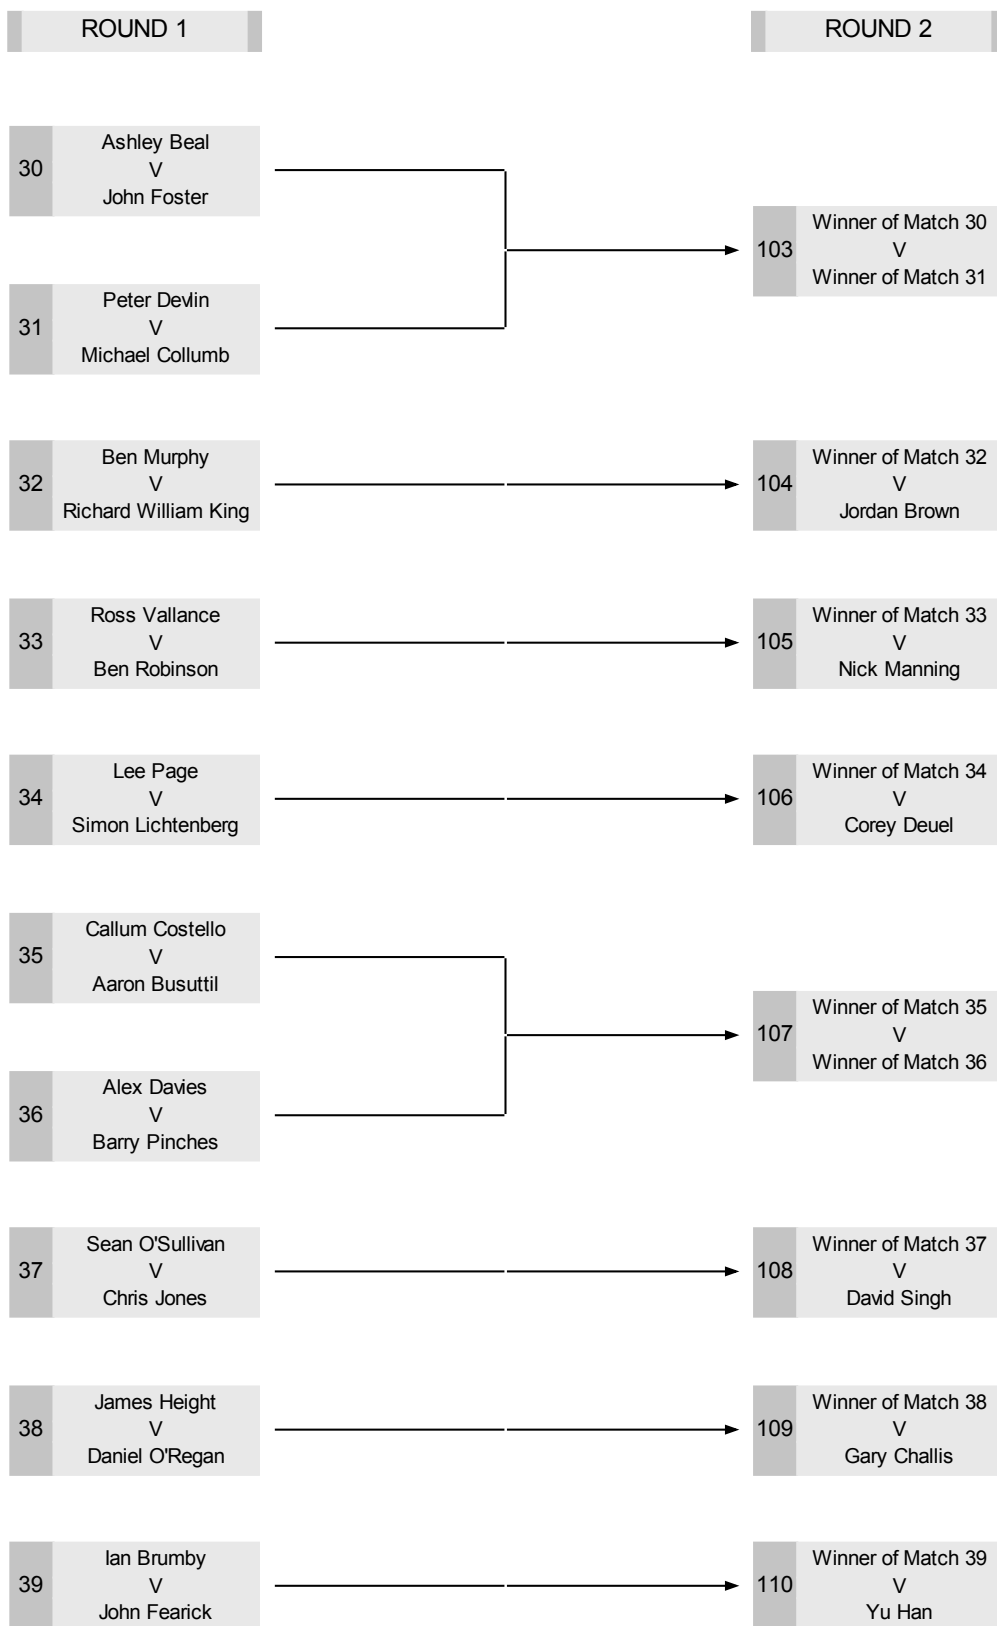 ROUND 1
ROUND 2
30
Ashley Beal
V
John Foster
31
Peter Devlin
V
Michael Collumb
103
Winner of Match 30
V
Winner of Match 31
32
Ben Murphy
V
Richard William King
104
Winner of Match 32
V
Jordan Brown
33
Ross Vallance
V
Ben Robinson
105
Winner of Match 33
V
Nick Manning
34
Lee Page
V
Simon Lichtenberg
106
Winner of Match 34
V
Corey Deuel
35
Callum Costello
V
Aaron Busuttil
36
Alex Davies
V
Barry Pinches
107
Winner of Match 35
V
Winner of Match 36
37
Sean O'Sullivan
V
Chris Jones
108
Winner of Match 37
V
David Singh
38
James Height
V
Daniel O'Regan
109
Winner of Match 38
V
Gary Challis
39
Ian Brumby
V
John Fearick
110
Winner of Match 39
V
Yu Han